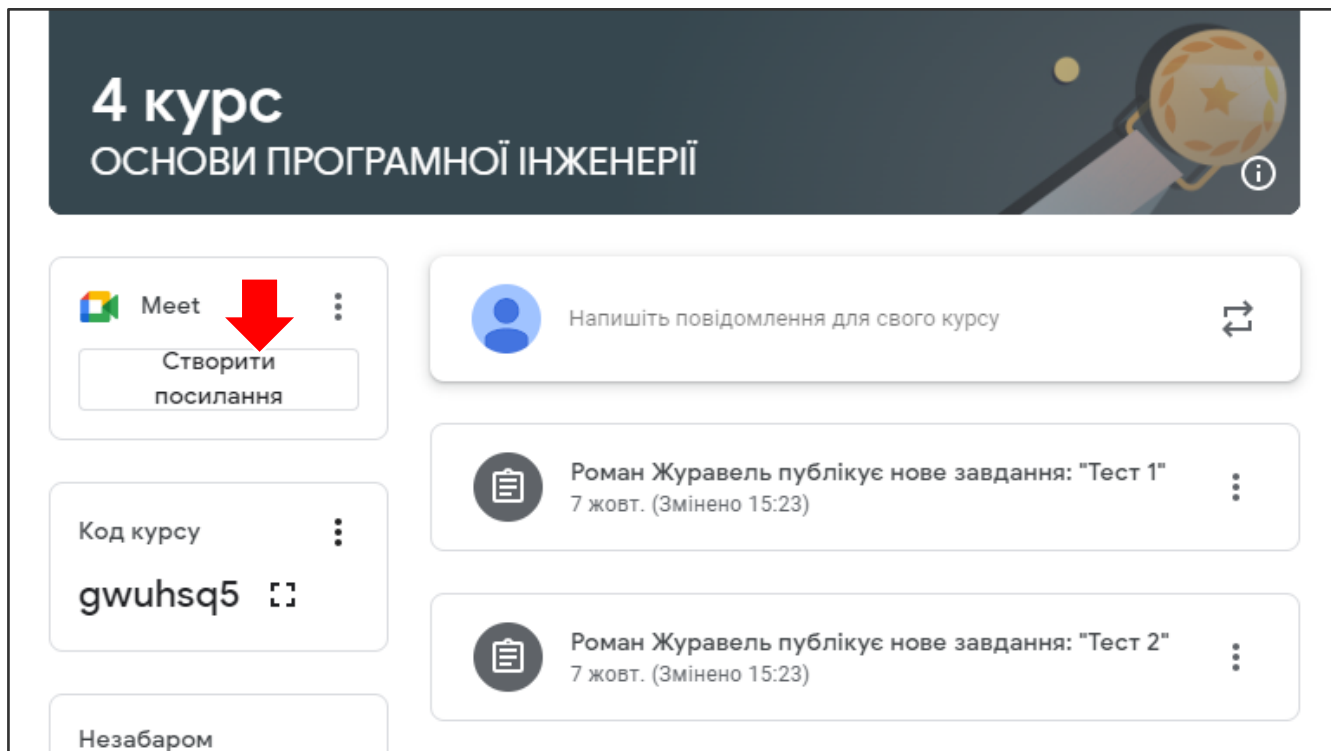 4 курс
ОСНОВИ ПРОГРАМНОЇ ІНЖЕНЕРІЇ
Meet
Створити
посилання
Напишіть повідомлення для свого курсу
Роман Журавель публікує нове завдання: "Тест 1"
7 жовт. (Змінено 15:23)
Код курсу
gwuhsq5
Роман Журавель публікує нове завдання: "Тест 2"
7 жовт. (Змінено 15:23)
Незабаром